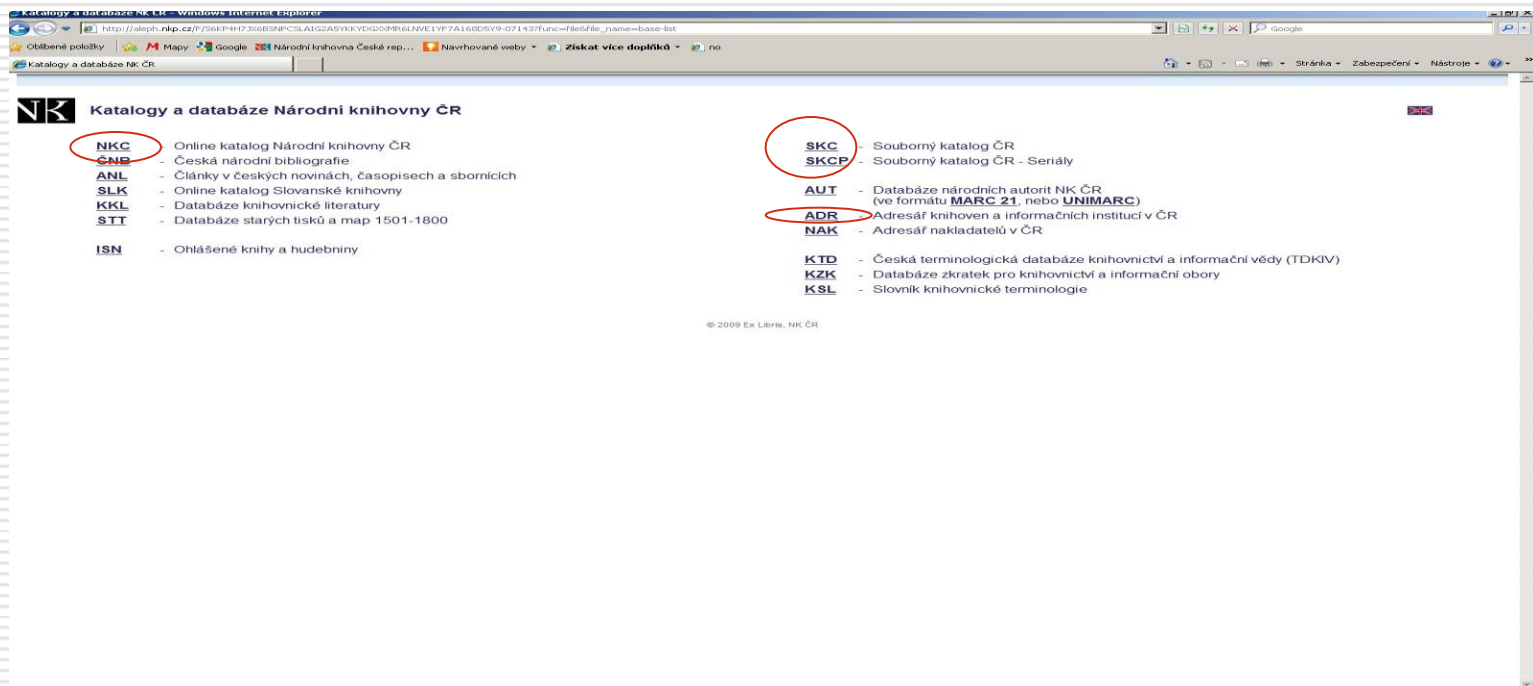 Katalogy a databáze NK ČR - Windows Internet Explorer
Google
Oblíbené položky Mapy Google Národní knihovna České rep... Navrhované weby Získat více doplňků no
Katalogy a databáze NK ČR Stránka Zabezpečení Nástroje
NK Katalogy a databáze Národní knihovny ČR
NKC - Online katalog Národní knihovny ČR
ČNB - Česká národní bibliografie
ANL - Články v českých novinách, časopisech a sbornících
SLK - Online katalog Slovanské knihovny
KKL - Databáze knihovnické literatury
STT - Databáze starých tisků a map 1501-1800
ISN - Ohlášené knihy a hudebniny
SKC - Souborný katalog ČR
SKCP - Souborný katalog ČR - Seriály
AUT - Databáze národních autorit NK ČR
(ve formátu MARC 21, nebo UNIMARC)
ADR - Adresář knihoven a informačních institucí v ČR
NAK - Adresář nakladatelů v ČR
KTD - Česká terminologická databáze knihovnictví a informační vědy (TDKIV)
KZK - Databáze zkratek pro knihovnictví a informační obory
KSL - Slovník knihovnické terminologie
© 2009 Ex Libris, NK ČR